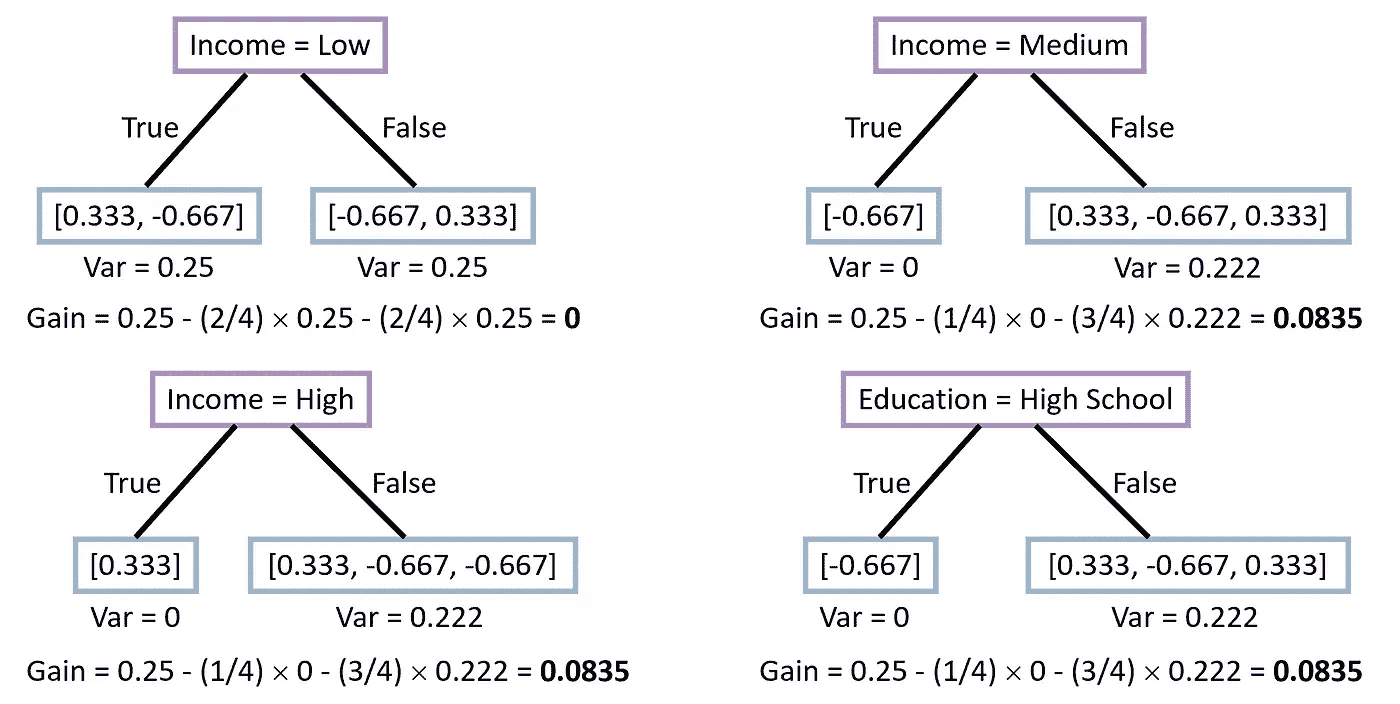 Income = Low
True
False
[0.333, -0.667]
[-0.667, 0.333]
Var = 0.25
Var = 0.25
Gain = 0.25 - (2/4) × 0.25 - (2/4) × 0.25 = 0
Income = Medium
True
False
[-0.667]
[0.333, -0.667, 0.333]
Var = 0
Var = 0.222
Gain = 0.25 - (1/4) × 0 - (3/4) × 0.222 = 0.0835
Income = High
True
False
[0.333]
[0.333, -0.667, -0.667]
Var = 0
Var = 0.222
Gain = 0.25 - (1/4) × 0 - (3/4) × 0.222 = 0.0835
Education = High School
True
False
[-0.667]
[0.333, -0.667, 0.333]
Var = 0
Var = 0.222
Gain = 0.25 - (1/4) × 0 - (3/4) × 0.222 = 0.0835